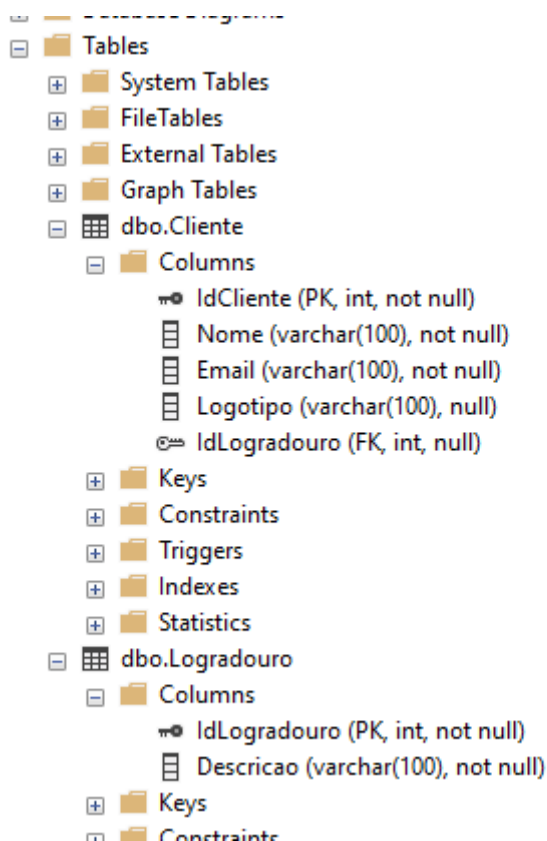 Tables
System Tables
FileTables
External Tables
Graph Tables
dbo.Cliente
Columns
IdCliente (PK, int, not null)
Nome (varchar(100), not null)
Email (varchar(100), not null)
Logotipo (varchar(100), null)
IdLogradouro (FK, int, null)
Keys
Constraints
Triggers
Indexes
Statistics
dbo.Logradouro
Columns
IdLogradouro (PK, int, not null)
Descricao (varchar(100), not null)
Keys
Constraints